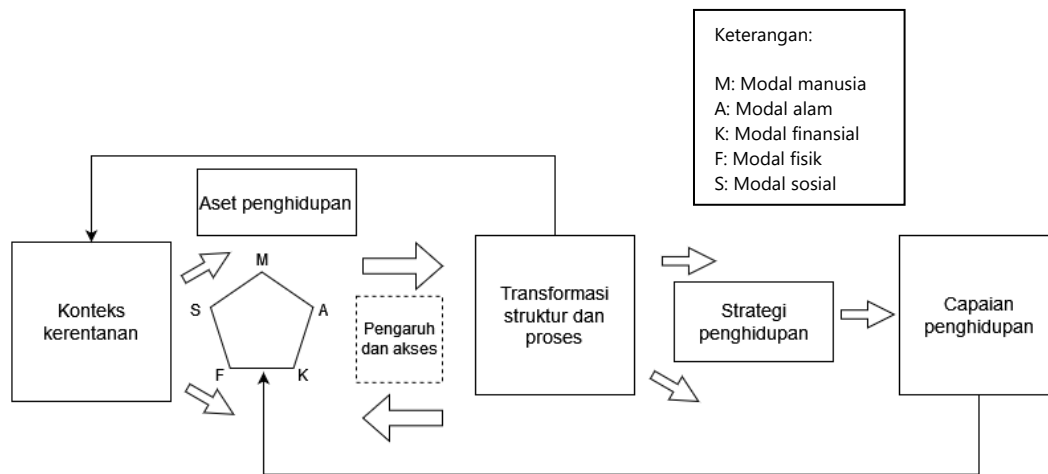 Keterangan:
M: Modal manusia
A: Modal alam
K: Modal finansial
F: Modal fisik
S: Modal sosial
Aset penghidupan
Konteks
kerentanan
M
S
A
F
K
Pengaruh
dan akses
Transformasi
struktur dan
proses
Strategi
penghidupan
Capaian
penghidupan